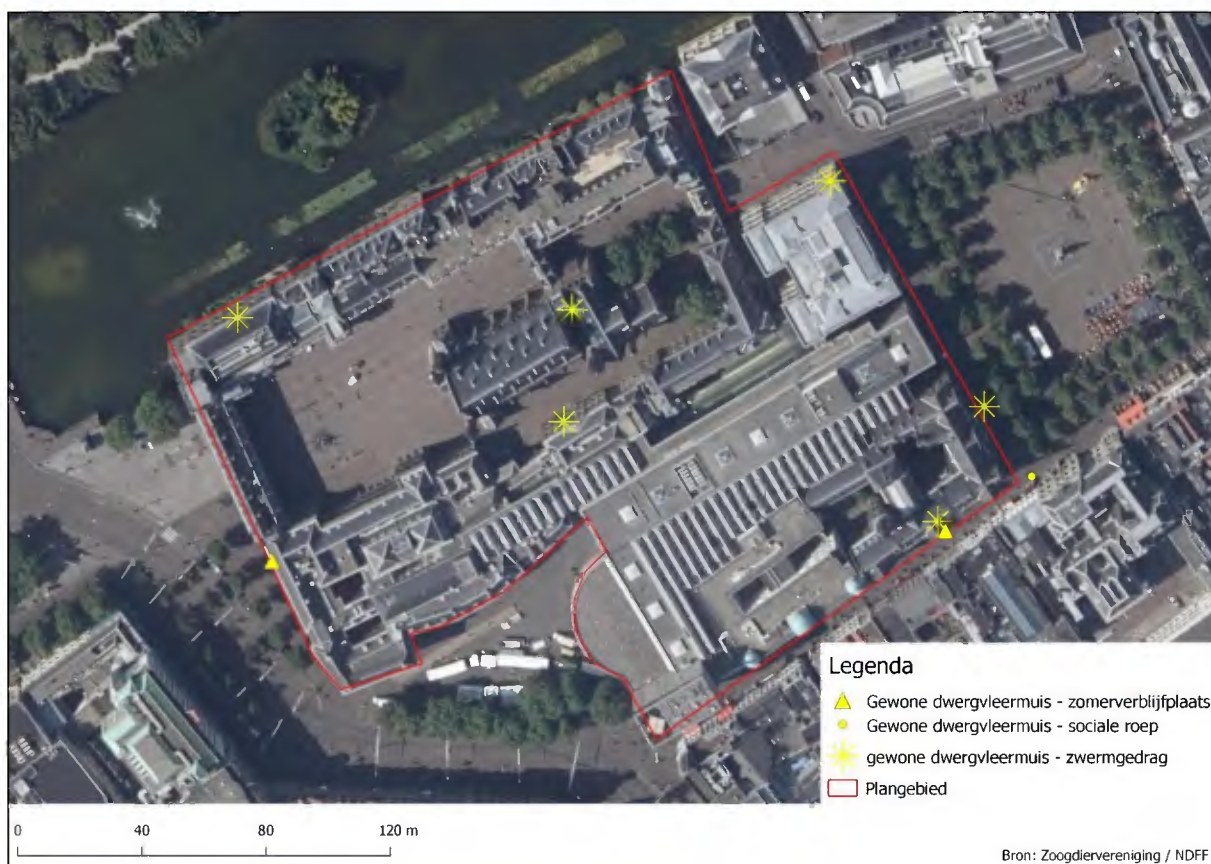 Legenda
Gewone dwergvleermuis - zomerverblijfplaats
Gewone dwergvleermuis - sociale roep
gewone dwergvleermuis - zwermgedrag
Plangebied
0 40 80 120 m
Bron: Zoogdiervereniging / NDFF